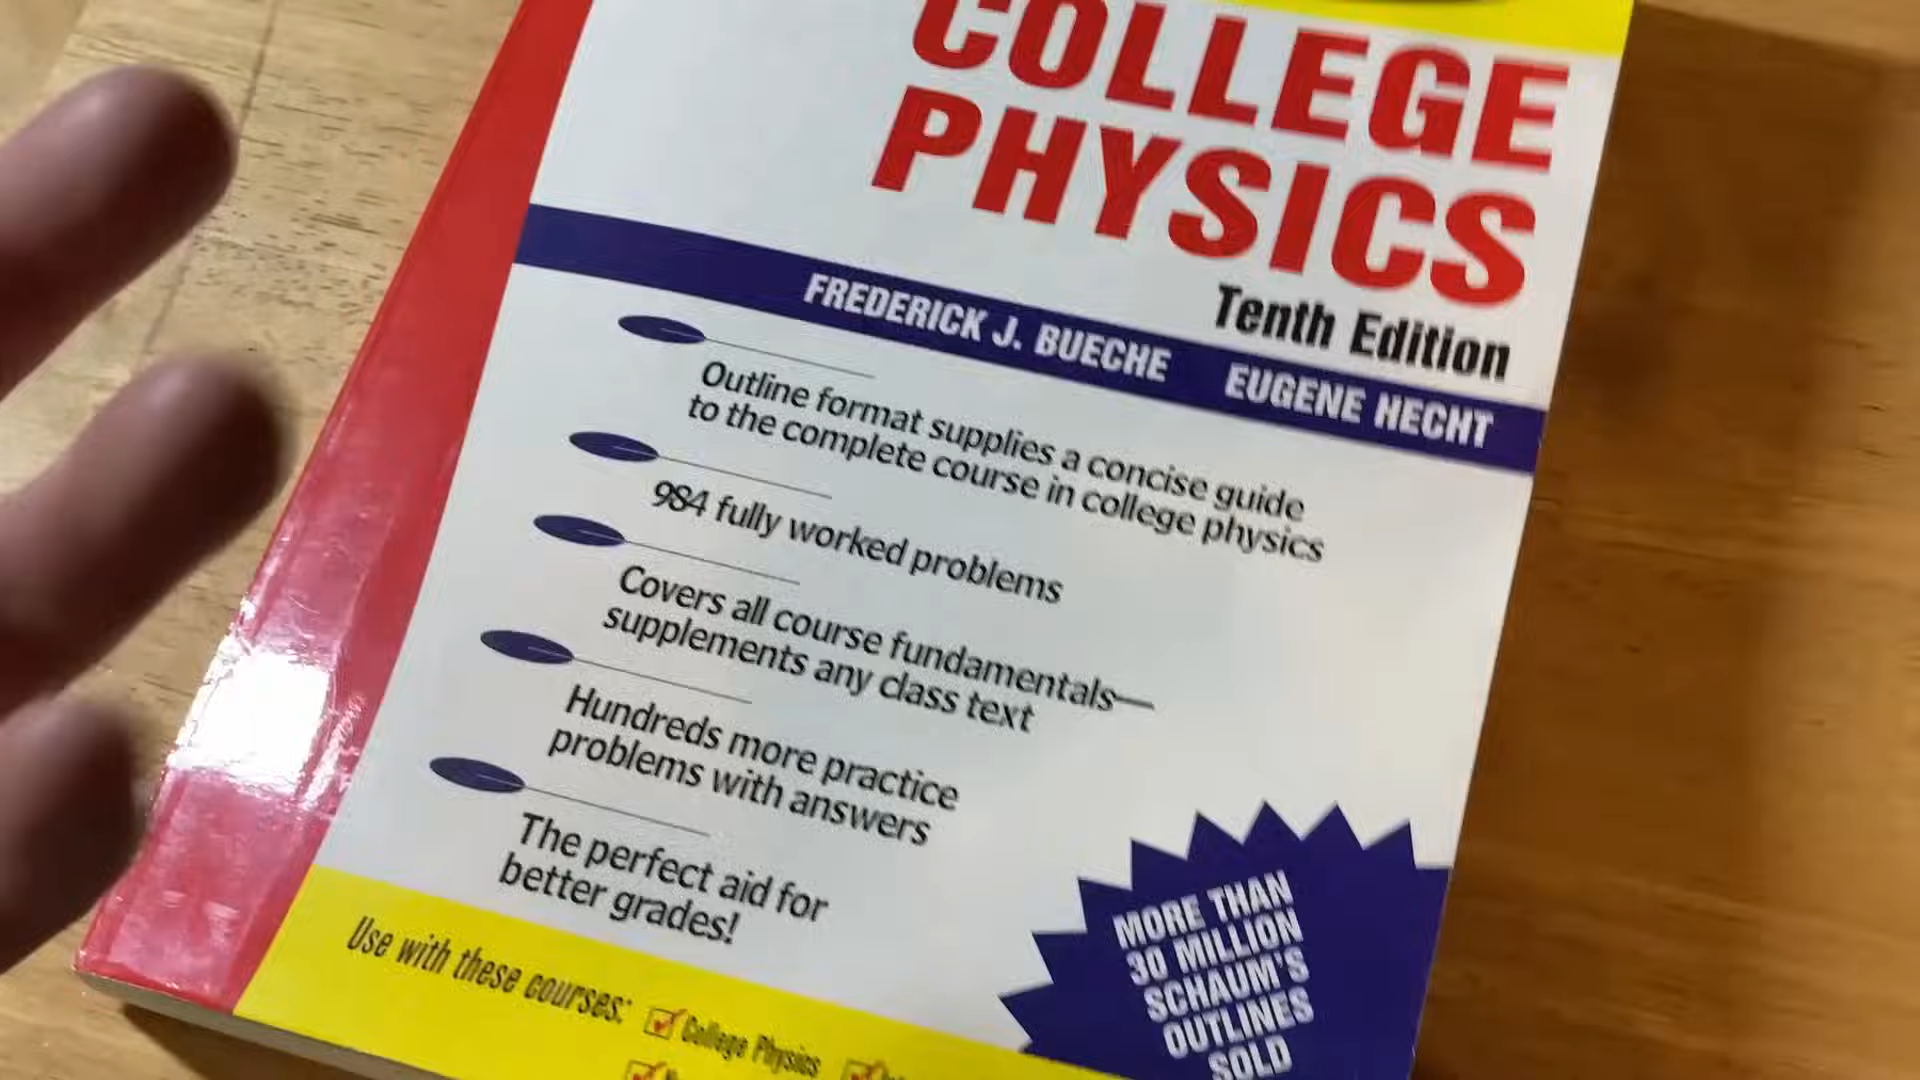 COLLEGE
PHYSICS
Tenth Edition
FREDERICK J. BUECHE EUGENE HECHT
Outline format supplies a concise guide
to the complete course in college physics
984 fully worked problems
Covers all course fundamentals—
supplements any class text
Hundreds more practice
problems with answers
The perfect aid for
better grades!
Use with these courses: College Physics
MORE THAN
30 MILLION
SCHAUM'S
OUTLINES
SOLD